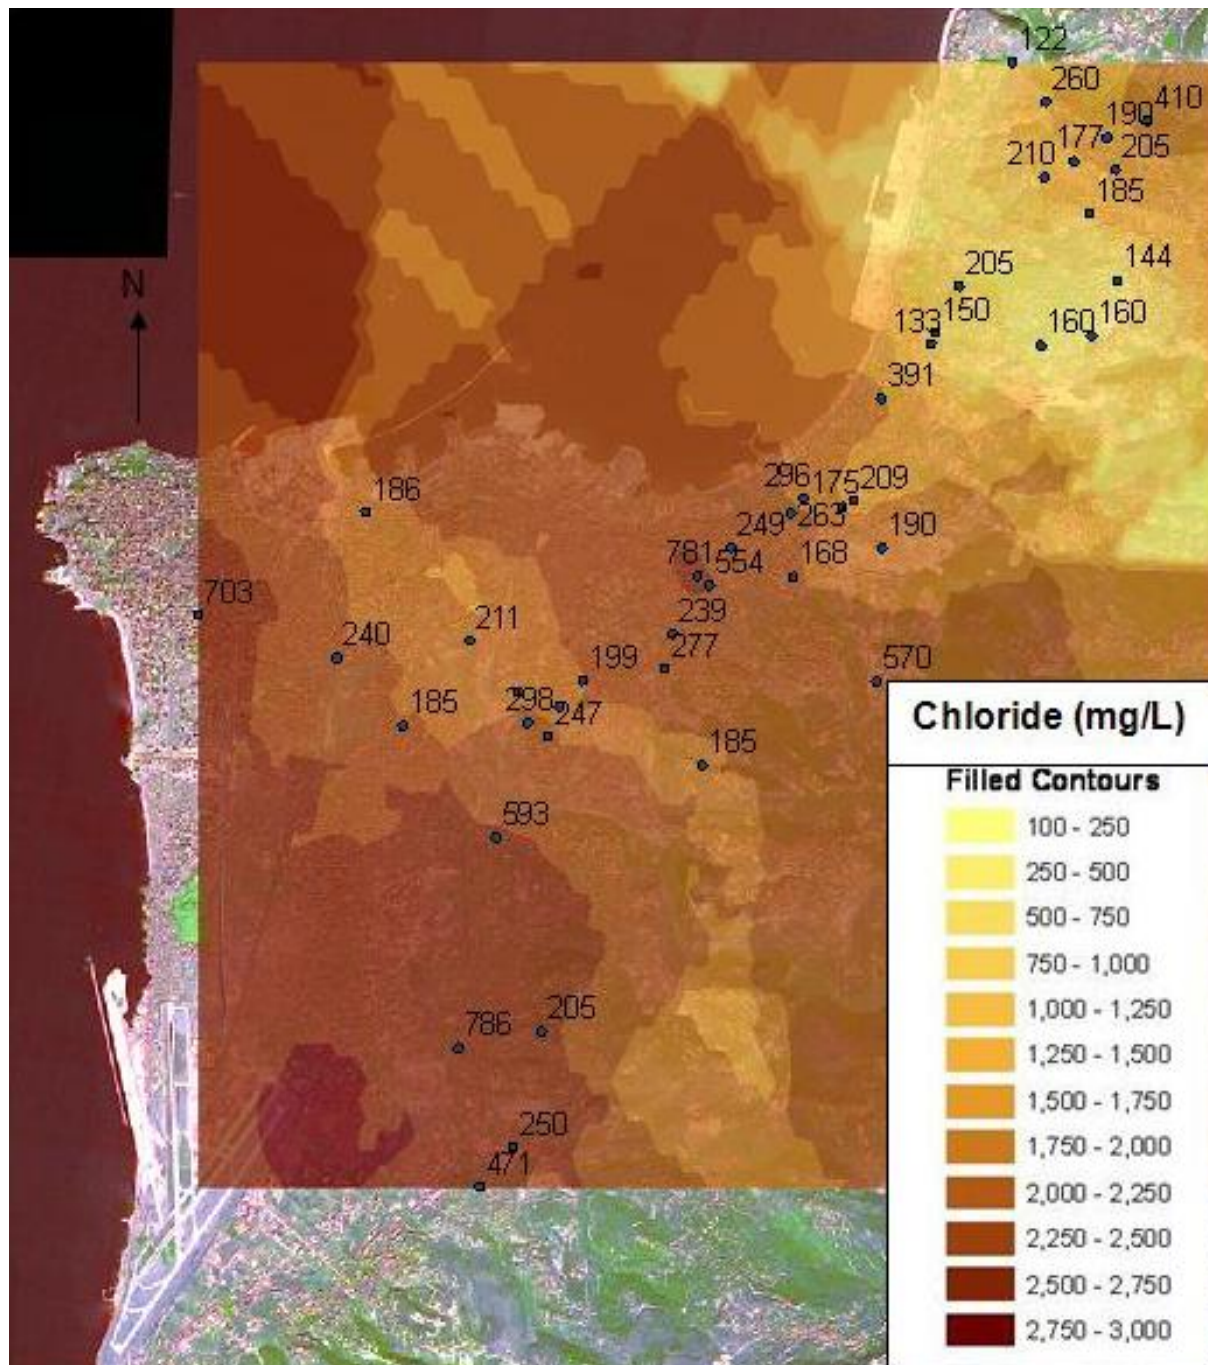 122
260
410
190
177
210
205
185
N
205
144
150
133
160
160
391
296
175
209
186
249
263
190
781
554
168
703
239
211
240
277
199
570
298
185
247
185
593
205
786
250
471
Chloride (mg/L)
Filled Contours
100 - 250
250 - 500
500 - 750
750 - 1,000
1,000 - 1,250
1,250 - 1,500
1,500 - 1,750
1,750 - 2,000
2,000 - 2,250
2,250 - 2,500
2,500 - 2,750
2,750 - 3,000